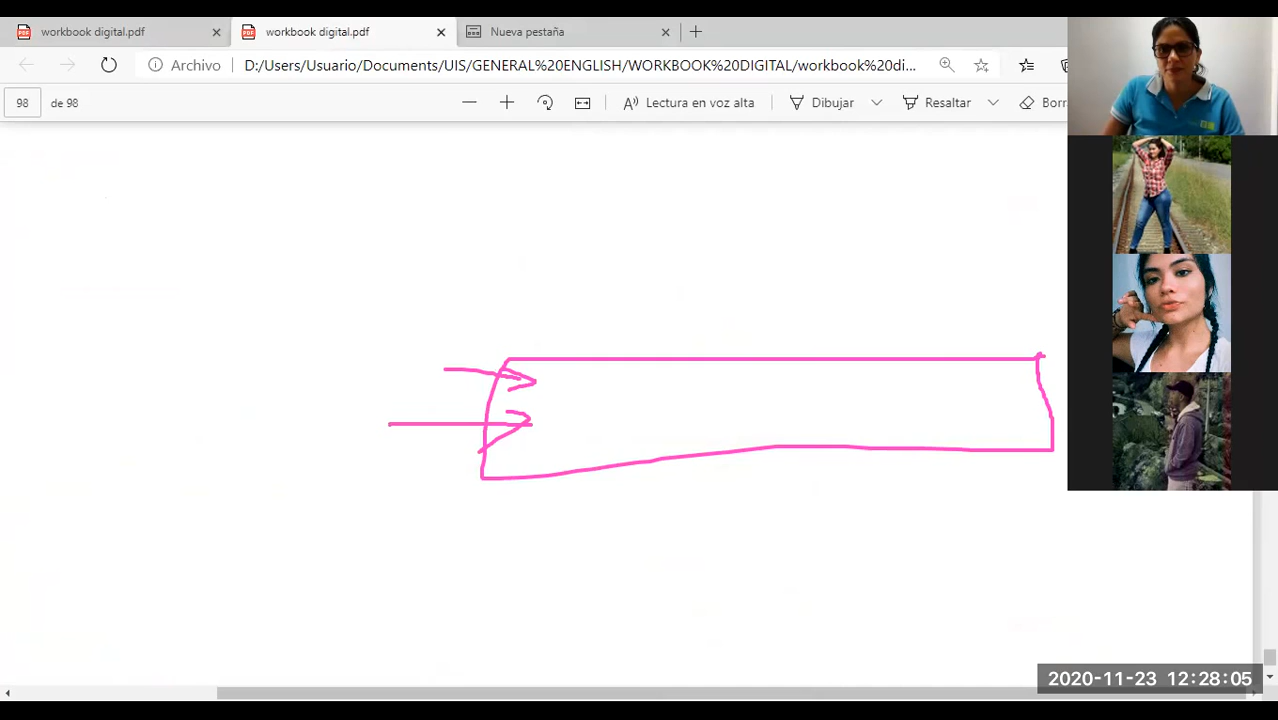 workbook digital.pdf
workbook digital.pdf
Nueva pestaña
Archivo
D:/Users/Usuario/Documents/UIS/GENERAL%20ENGLISH/WORKBOOK%20DIGITAL/workbook%20di...
98 de 98
Lectura en voz alta
Dibujar
Resaltar
Borr
2020-11-23 12:28:05